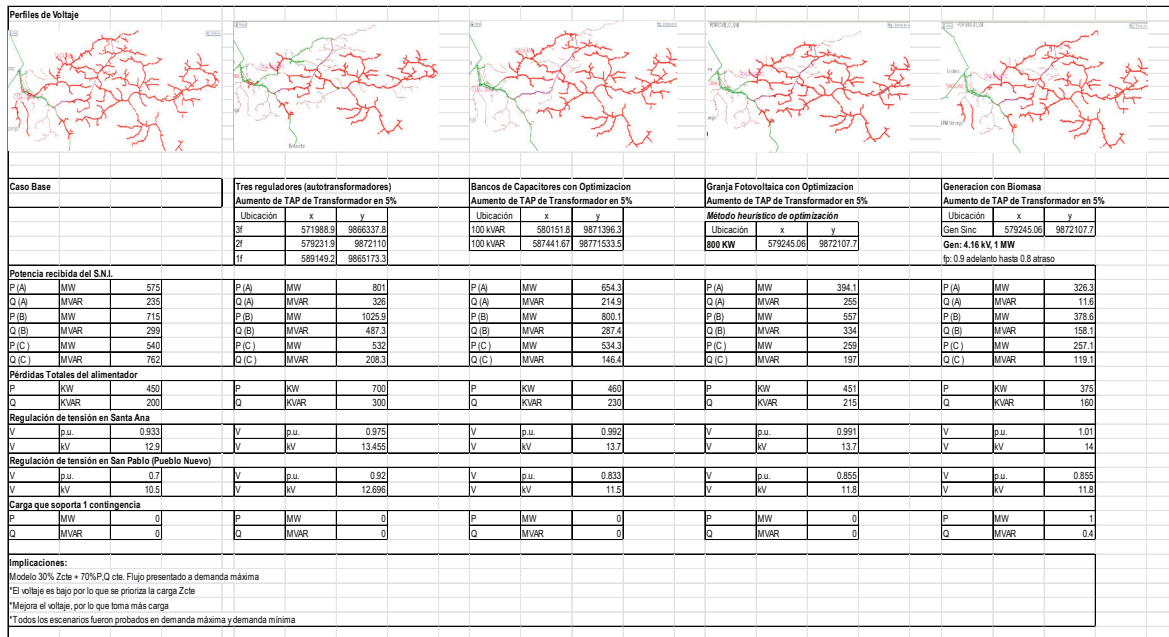 Perfiles de Voltaje
Caso Base
Tres reguladores (autotransformadores)
Aumento de TAP de Transformador en 5%
Ubicación x y
3f 571988.9 9866337.8
2f 579231.9 9872110
1f 589149.2 9865173.3
Bancos de Capacitores con Optimizacion
Aumento de TAP de Transformador en 5%
Ubicación x y
100 kVAR 580151.8 9871396.3
100 kVAR 587441.67 98771533.5
Granja Fotovoltaica con Optimizacion
Aumento de TAP de Transformador en 5%
Método heurístico de optimización
Ubicación x y
800 KW 579245.06 9872107.7
Generacion con Biomasa
Aumento de TAP de Transformador en 5%
Ubicación x y
Gen Sinc 579245.06 9872107.7
Gen: 4.16 kV, 1 MW
fp: 0.9 adelanto hasta 0.8 atraso
Potencia recibida del S.N.I.
P (A) MW 575 P (A) MW 801 P (A) MW 654.3 P (A) MW 394.1 P (A) MW 326.3
Q (A) MVAR 235 Q (A) MVAR 326 Q (A) MVAR 214.9 Q (A) MVAR 255 Q (A) MVAR 11.6
P (B) MW 715 P (B) MW 1025.9 P (B) MW 800.1 P (B) MW 557 P (B) MW 378.6
Q (B) MVAR 299 Q (B) MVAR 487.3 Q (B) MVAR 287.4 Q (B) MVAR 334 Q (B) MVAR 158.1
P (C ) MW 540 P (C ) MW 532 P (C ) MW 534.3 P (C ) MW 259 P (C ) MW 257.1
Q (C ) MVAR 762 Q (C ) MVAR 208.3 Q (C ) MVAR 146.4 Q (C ) MVAR 197 Q (C ) MVAR 119.1
Pérdidas Totales del alimentador
P KW 450 P KW 700 P KW 460 P KW 451 P KW 375
Q KVAR 200 Q KVAR 300 Q KVAR 230 Q KVAR 215 Q KVAR 160
Regulación de tensión en Santa Ana
V p.u. 0.933 V p.u. 0.975 V p.u. 0.992 V p.u. 0.991 V p.u. 1.01
V kV 12.9 V kV 13.455 V kV 13.7 V kV 13.7 V kV 14
Regulación de tensión en San Pablo (Pueblo Nuevo)
V p.u. 0.7 V p.u. 0.92 V p.u. 0.833 V p.u. 0.855 V p.u. 0.855
V kV 10.5 V kV 12.696 V kV 11.5 V kV 11.8 V kV 11.8
Carga que soporta 1 contingencia
P MW 0 P MW 0 P MW 0 P MW 0 P MW 1
Q MVAR 0 Q MVAR 0 Q MVAR 0 Q MVAR 0 Q MVAR 0.4
Implicaciones:
Modelo 30% Zcte + 70%P,Q cte. Flujo presentado a demanda máxima
*El voltaje es bajo por lo que se prioriza la carga Zcte
*Mejora el voltaje, por lo que toma más carga
*Todos los escenarios fueron probados en demanda máxima y demanda mínima